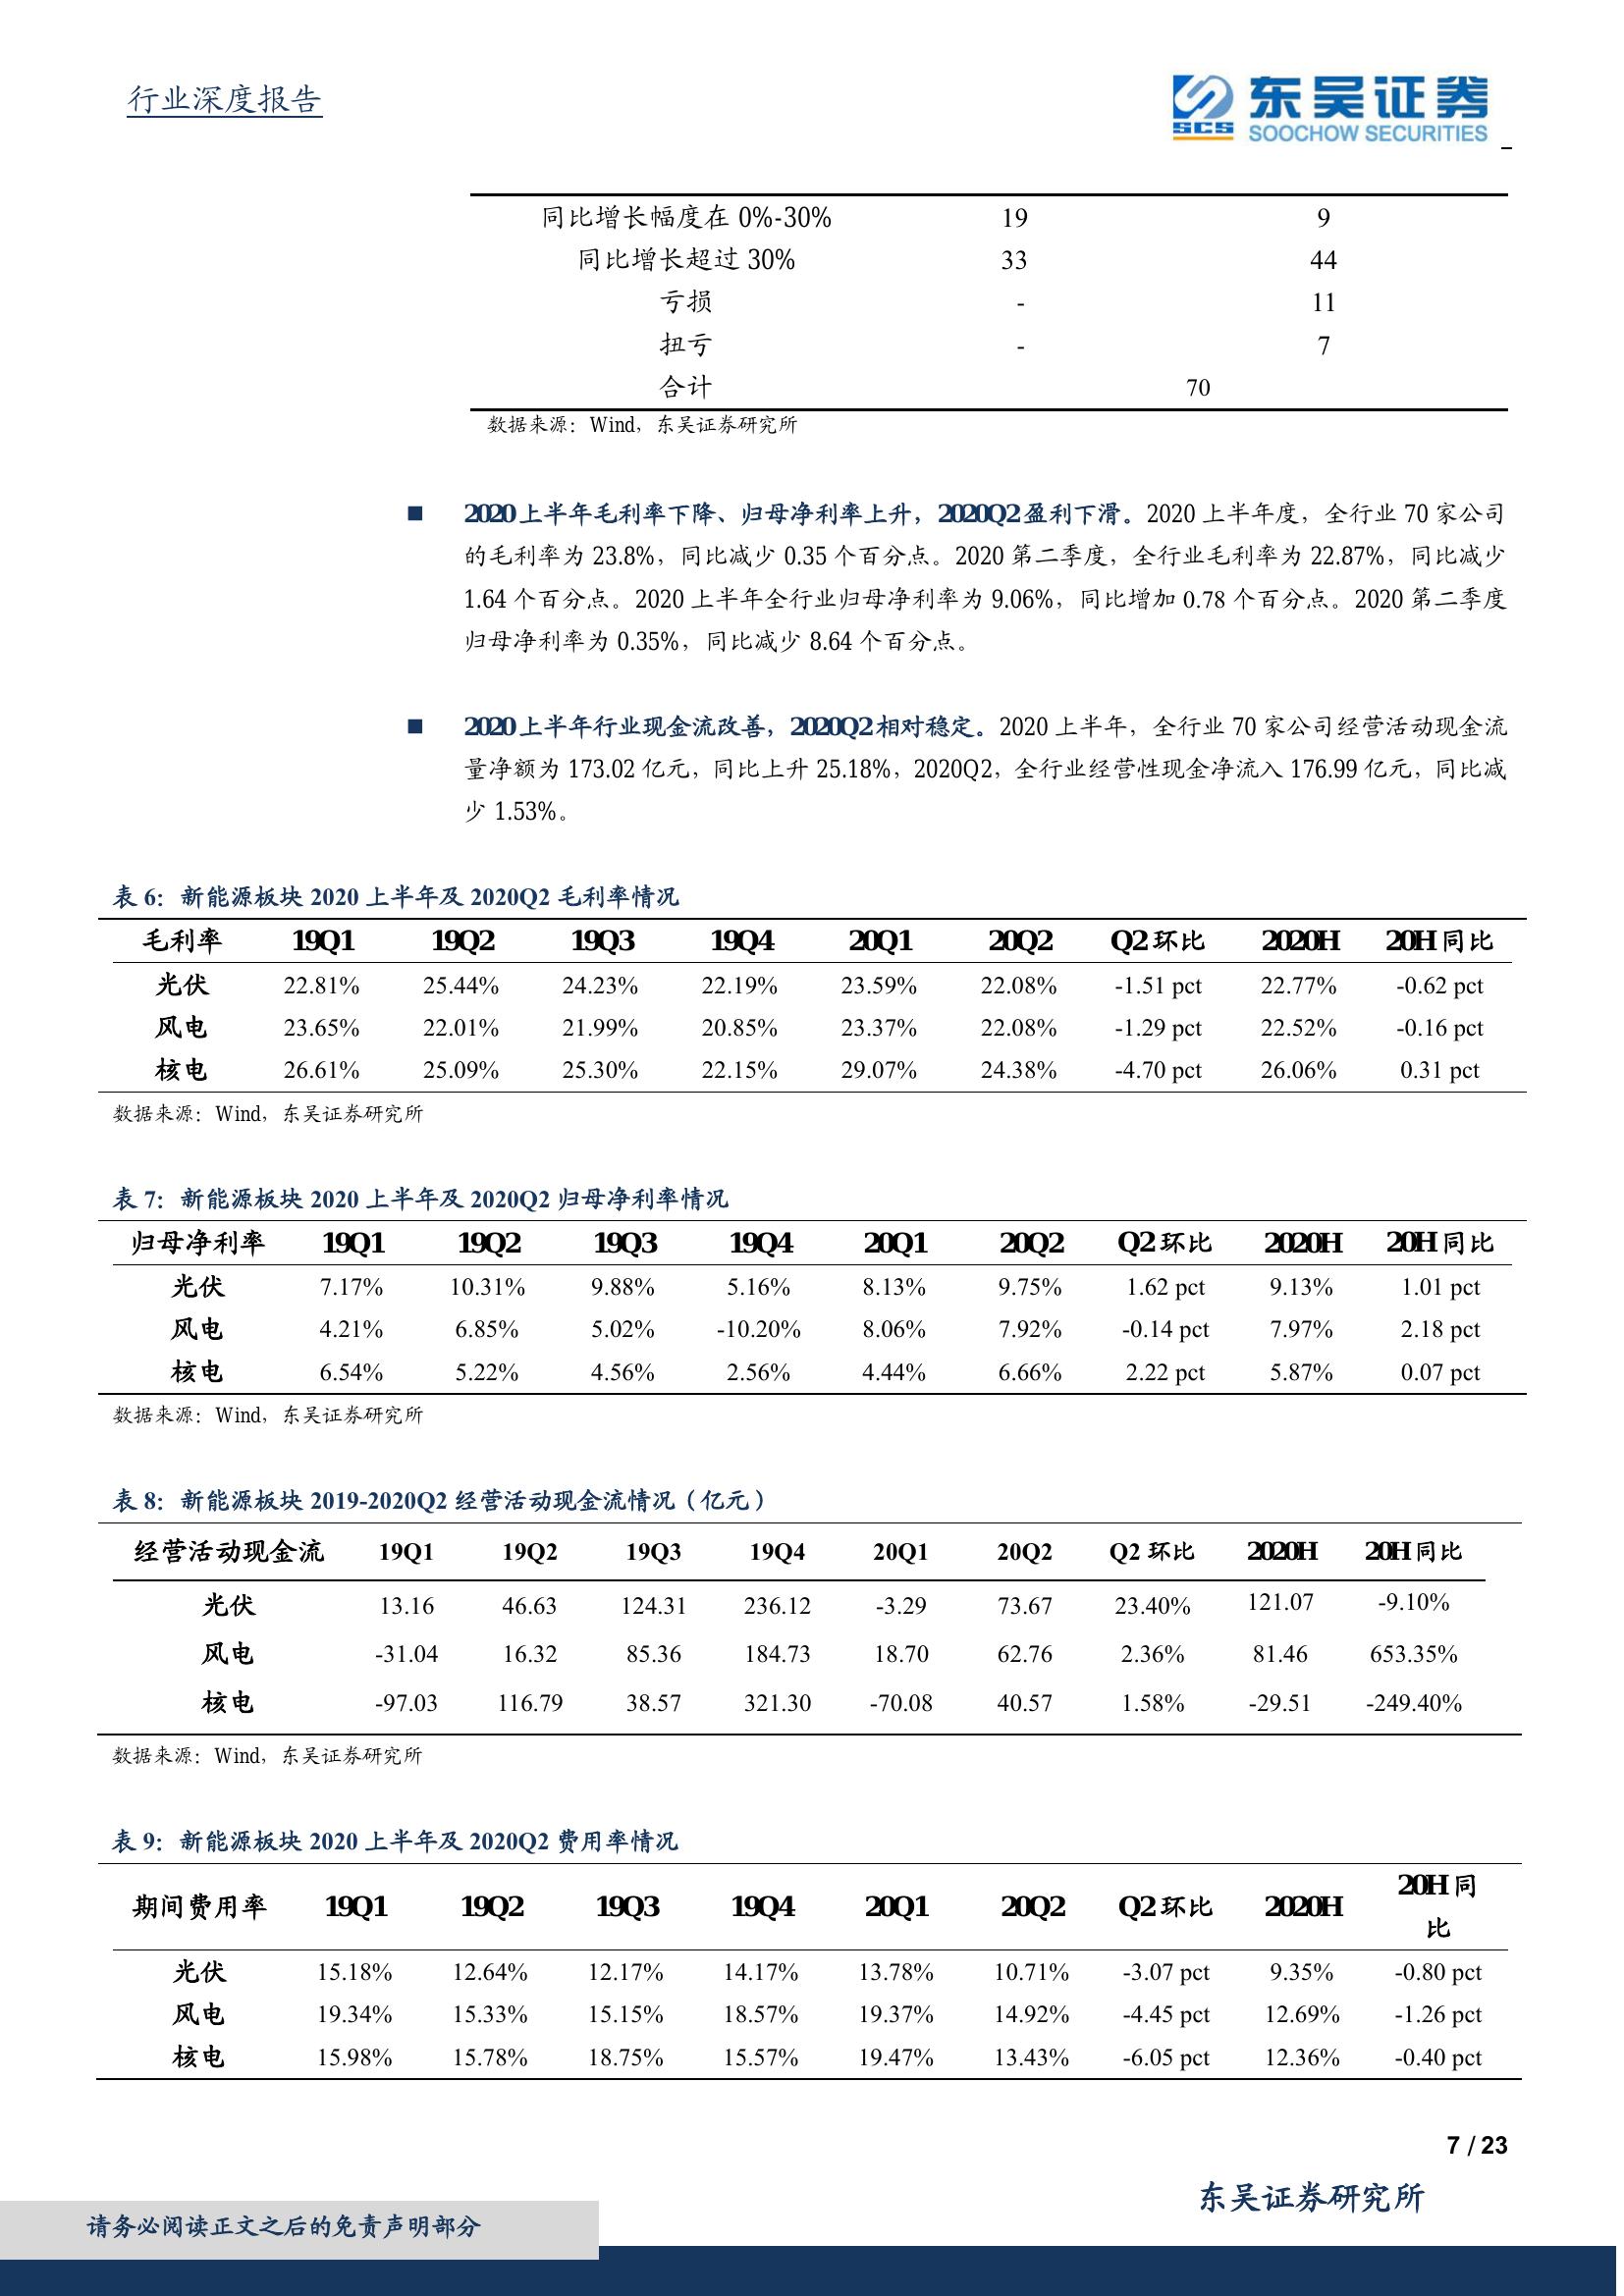 行业深度报告
东吴证券
SCS SOOCHOW SECURITIES
同比增长幅度在 0%-30% 19 9
同比增长超过 30% 33 44
亏损 - 11
扭亏 - 7
合计 70
数据来源：Wind，东吴证券研究所
■ 2020 上半年毛利率下降、归母净利率上升，2020Q2 盈利下滑。2020 上半年度，全行业 70 家公司
的毛利率为 23.8%，同比减少 0.35 个百分点。2020 第二季度，全行业毛利率为 22.87%，同比减少
1.64 个百分点。2020 上半年全行业归母净利率为 9.06%，同比增加 0.78 个百分点。2020 第二季度
归母净利率为 0.35%，同比减少 8.64 个百分点。
■ 2020 上半年行业现金流改善，2020Q2 相对稳定。2020 上半年，全行业 70 家公司经营活动现金流
量净额为 173.02 亿元，同比上升 25.18%，2020Q2，全行业经营性现金净流入 176.99 亿元，同比减
少 1.53%。
表 6：新能源板块 2020 上半年及 2020Q2 毛利率情况
毛利率 19Q1 19Q2 19Q3 19Q4 20Q1 20Q2 Q2 环比 2020H 20H 同比
光伏 22.81% 25.44% 24.23% 22.19% 23.59% 22.08% -1.51 pct 22.77% -0.62 pct
风电 23.65% 22.01% 21.99% 20.85% 23.37% 22.08% -1.29 pct 22.52% -0.16 pct
核电 26.61% 25.09% 25.30% 22.15% 29.07% 24.38% -4.70 pct 26.06% 0.31 pct
数据来源：Wind，东吴证券研究所
表 7：新能源板块 2020 上半年及 2020Q2 归母净利率情况
归母净利率 19Q1 19Q2 19Q3 19Q4 20Q1 20Q2 Q2 环比 2020H 20H 同比
光伏 7.17% 10.31% 9.88% 5.16% 8.13% 9.75% 1.62 pct 9.13% 1.01 pct
风电 4.21% 6.85% 5.02% -10.20% 8.06% 7.92% -0.14 pct 7.97% 2.18 pct
核电 6.54% 5.22% 4.56% 2.56% 4.44% 6.66% 2.22 pct 5.87% 0.07 pct
数据来源：Wind，东吴证券研究所
表 8：新能源板块 2019-2020Q2 经营活动现金流情况（亿元）
经营活动现金流 19Q1 19Q2 19Q3 19Q4 20Q1 20Q2 Q2 环比 2020H 20H 同比
光伏 13.16 46.63 124.31 236.12 -3.29 73.67 23.40% 121.07 -9.10%
风电 -31.04 16.32 85.36 184.73 18.70 62.76 2.36% 81.46 653.35%
核电 -97.03 116.79 38.57 321.30 -70.08 40.57 1.58% -29.51 -249.40%
数据来源：Wind，东吴证券研究所
表 9：新能源板块 2020 上半年及 2020Q2 费用率情况
期间费用率 19Q1 19Q2 19Q3 19Q4 20Q1 20Q2 Q2 环比 2020H 20H 同
比
光伏 15.18% 12.64% 12.17% 14.17% 13.78% 10.71% -3.07 pct 9.35% -0.80 pct
风电 19.34% 15.33% 15.15% 18.57% 19.37% 14.92% -4.45 pct 12.69% -1.26 pct
核电 15.98% 15.78% 18.75% 15.57% 19.47% 13.43% -6.05 pct 12.36% -0.40 pct
7 / 23
东吴证券研究所
请务必阅读正文之后的免责声明部分